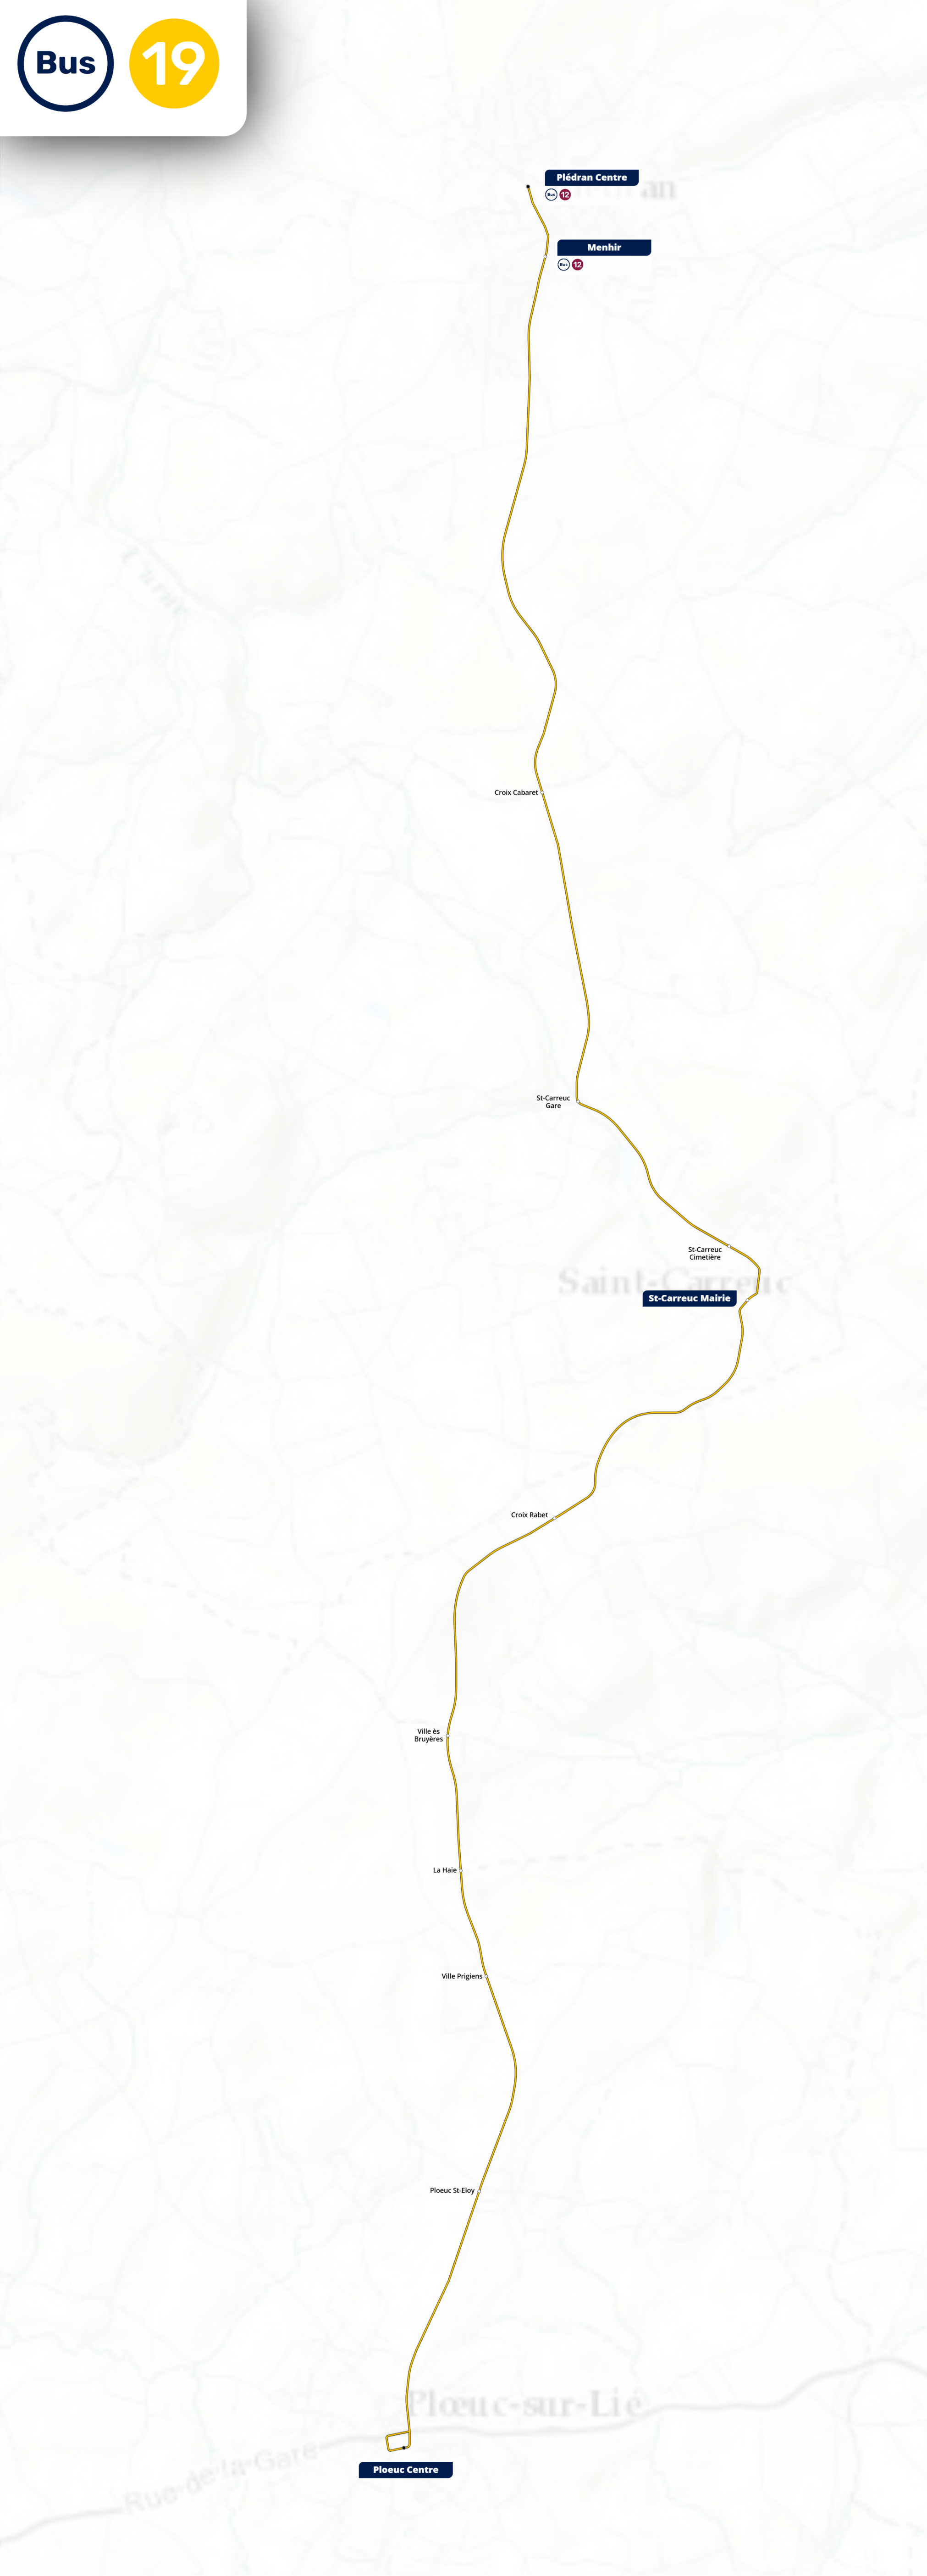 Bus 19
Plédran Centre
Bus 12
Menhir
Bus 12
Croix Cabaret
St-Carreuc
Gare
St-Carreuc
Cimetière
Saint-Carreuc
St-Carreuc Mairie
Croix Rabet
Ville ès
Bruyères
La Haie
Ville Prigiens
Ploeuc St-Eloy
Plœuc-sur-Lié
Rue-de-la-Gare
Ploeuc Centre